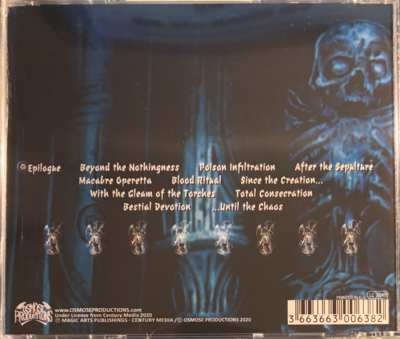 Epilogue Beyond the Nothingness Poison Infiltration After the Sepulture
Macabre Operetta Blood Ritual Since the Creation...
With the Gleam of the Torches Total Consecration
Bestial Devotion ...Until the Chaos
OSMOSE
PRODUCTIONS
www.OSMOSEPRODUCTIONS.com
Under License from Century Media 2020
℗ MAGIC ARTS PUBLISHINGS - CENTURY MEDIA / © OSMOSE PRODUCTIONS 2020
3 663663 006382